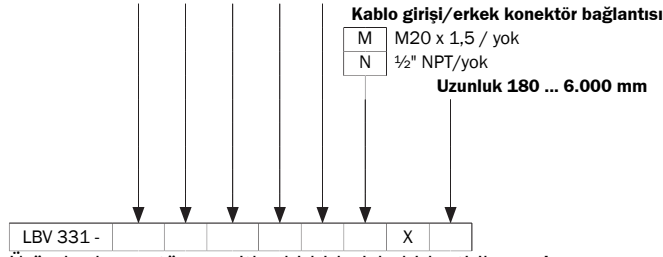 Kablo girişi/erkek konektör bağlantısı
M M20 x 1,5 / yok
N ½" NPT/yok
Uzunluk 180 ... 6.000 mm
LBV 331 - X